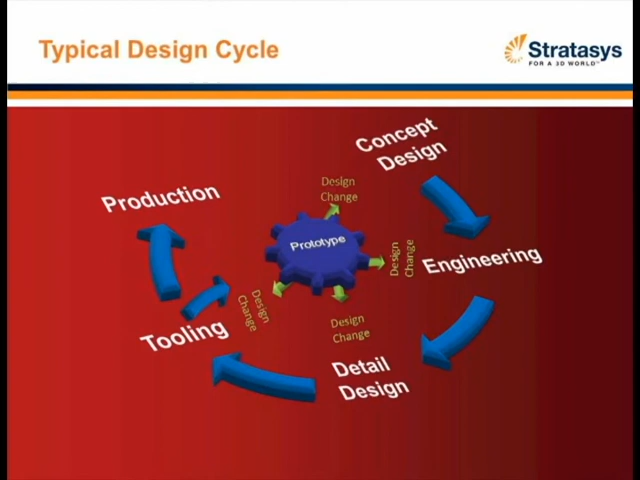 Typical Design Cycle
Stratasys
FOR A 3D WORLD™
Concept
Design
Production
Design
Change
Prototype
Engineering
Design
Change
Design
Change
Tooling
Design
Change
Detail
Design